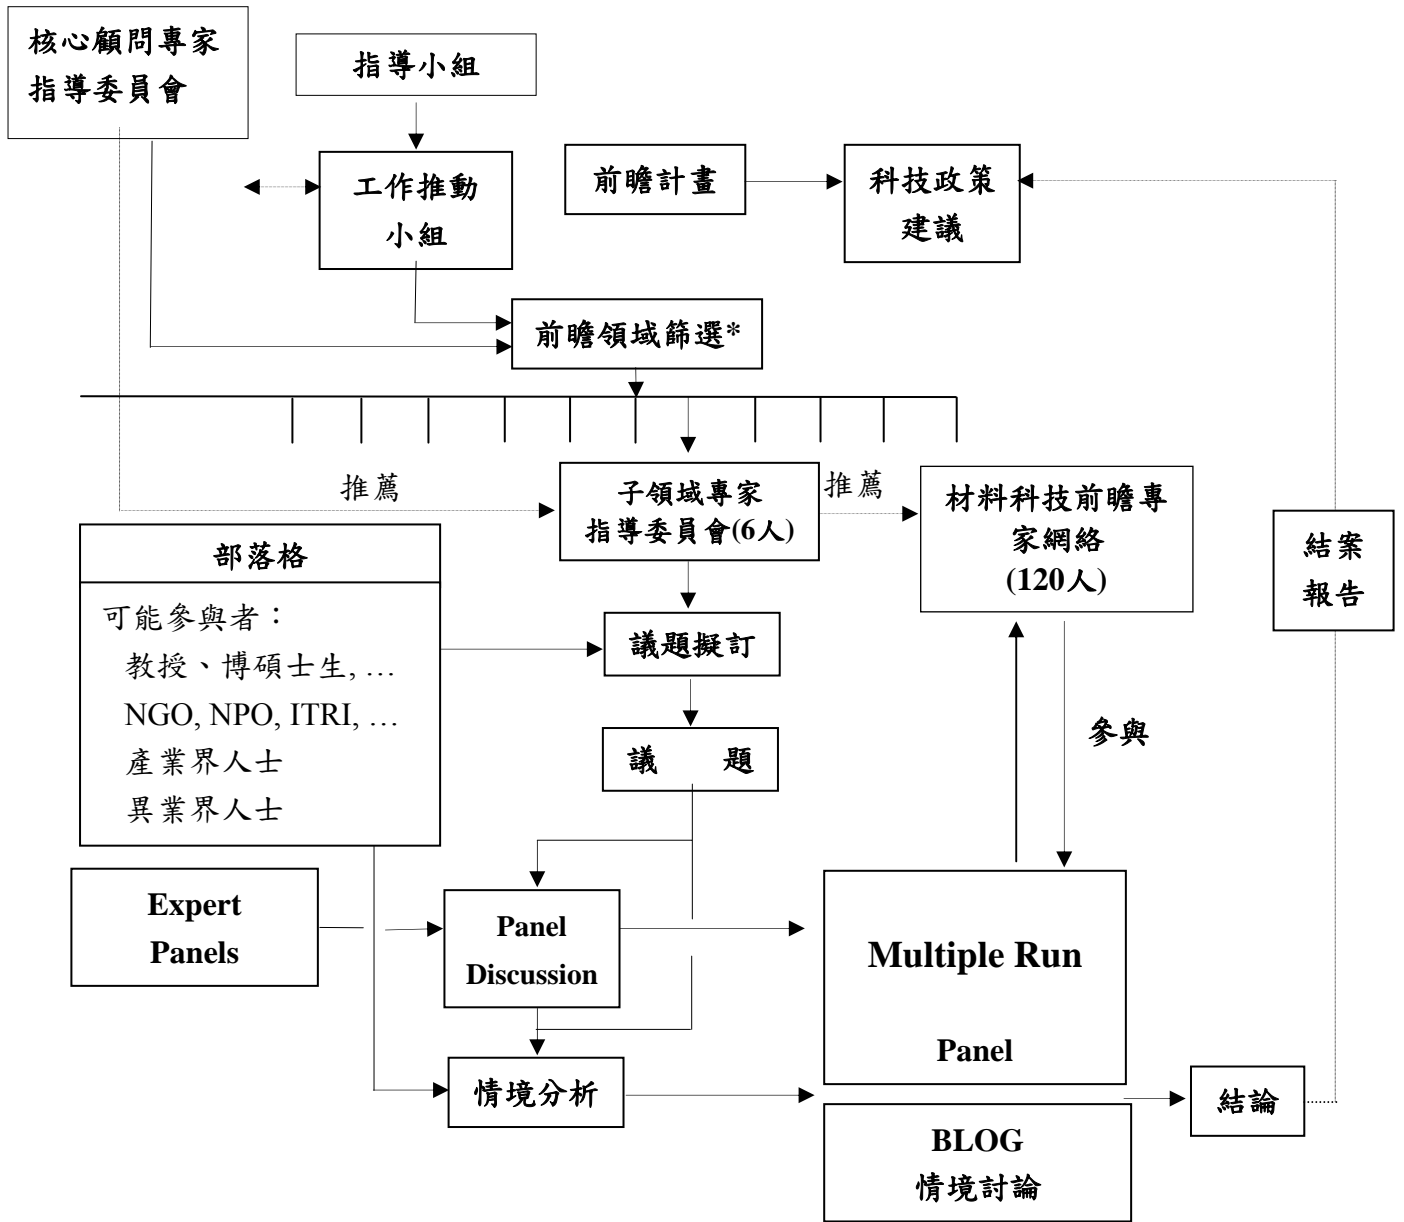 核心顧問專家
指導委員會
指導小組
工作推動
小組
前瞻計畫
科技政策
建議
前瞻領域篩選*
推薦
子領域專家
指導委員會(6人)
推薦
材料科技前瞻專
家網絡
(120人)
結案
報告
部落格
可能參與者：
教授、博碩士生, …
NGO, NPO, ITRI, …
產業界人士
異業界人士
議題擬訂
議 題
參與
Expert
Panels
Panel
Discussion
Multiple Run
Panel
情境分析
結論
BLOG
情境討論